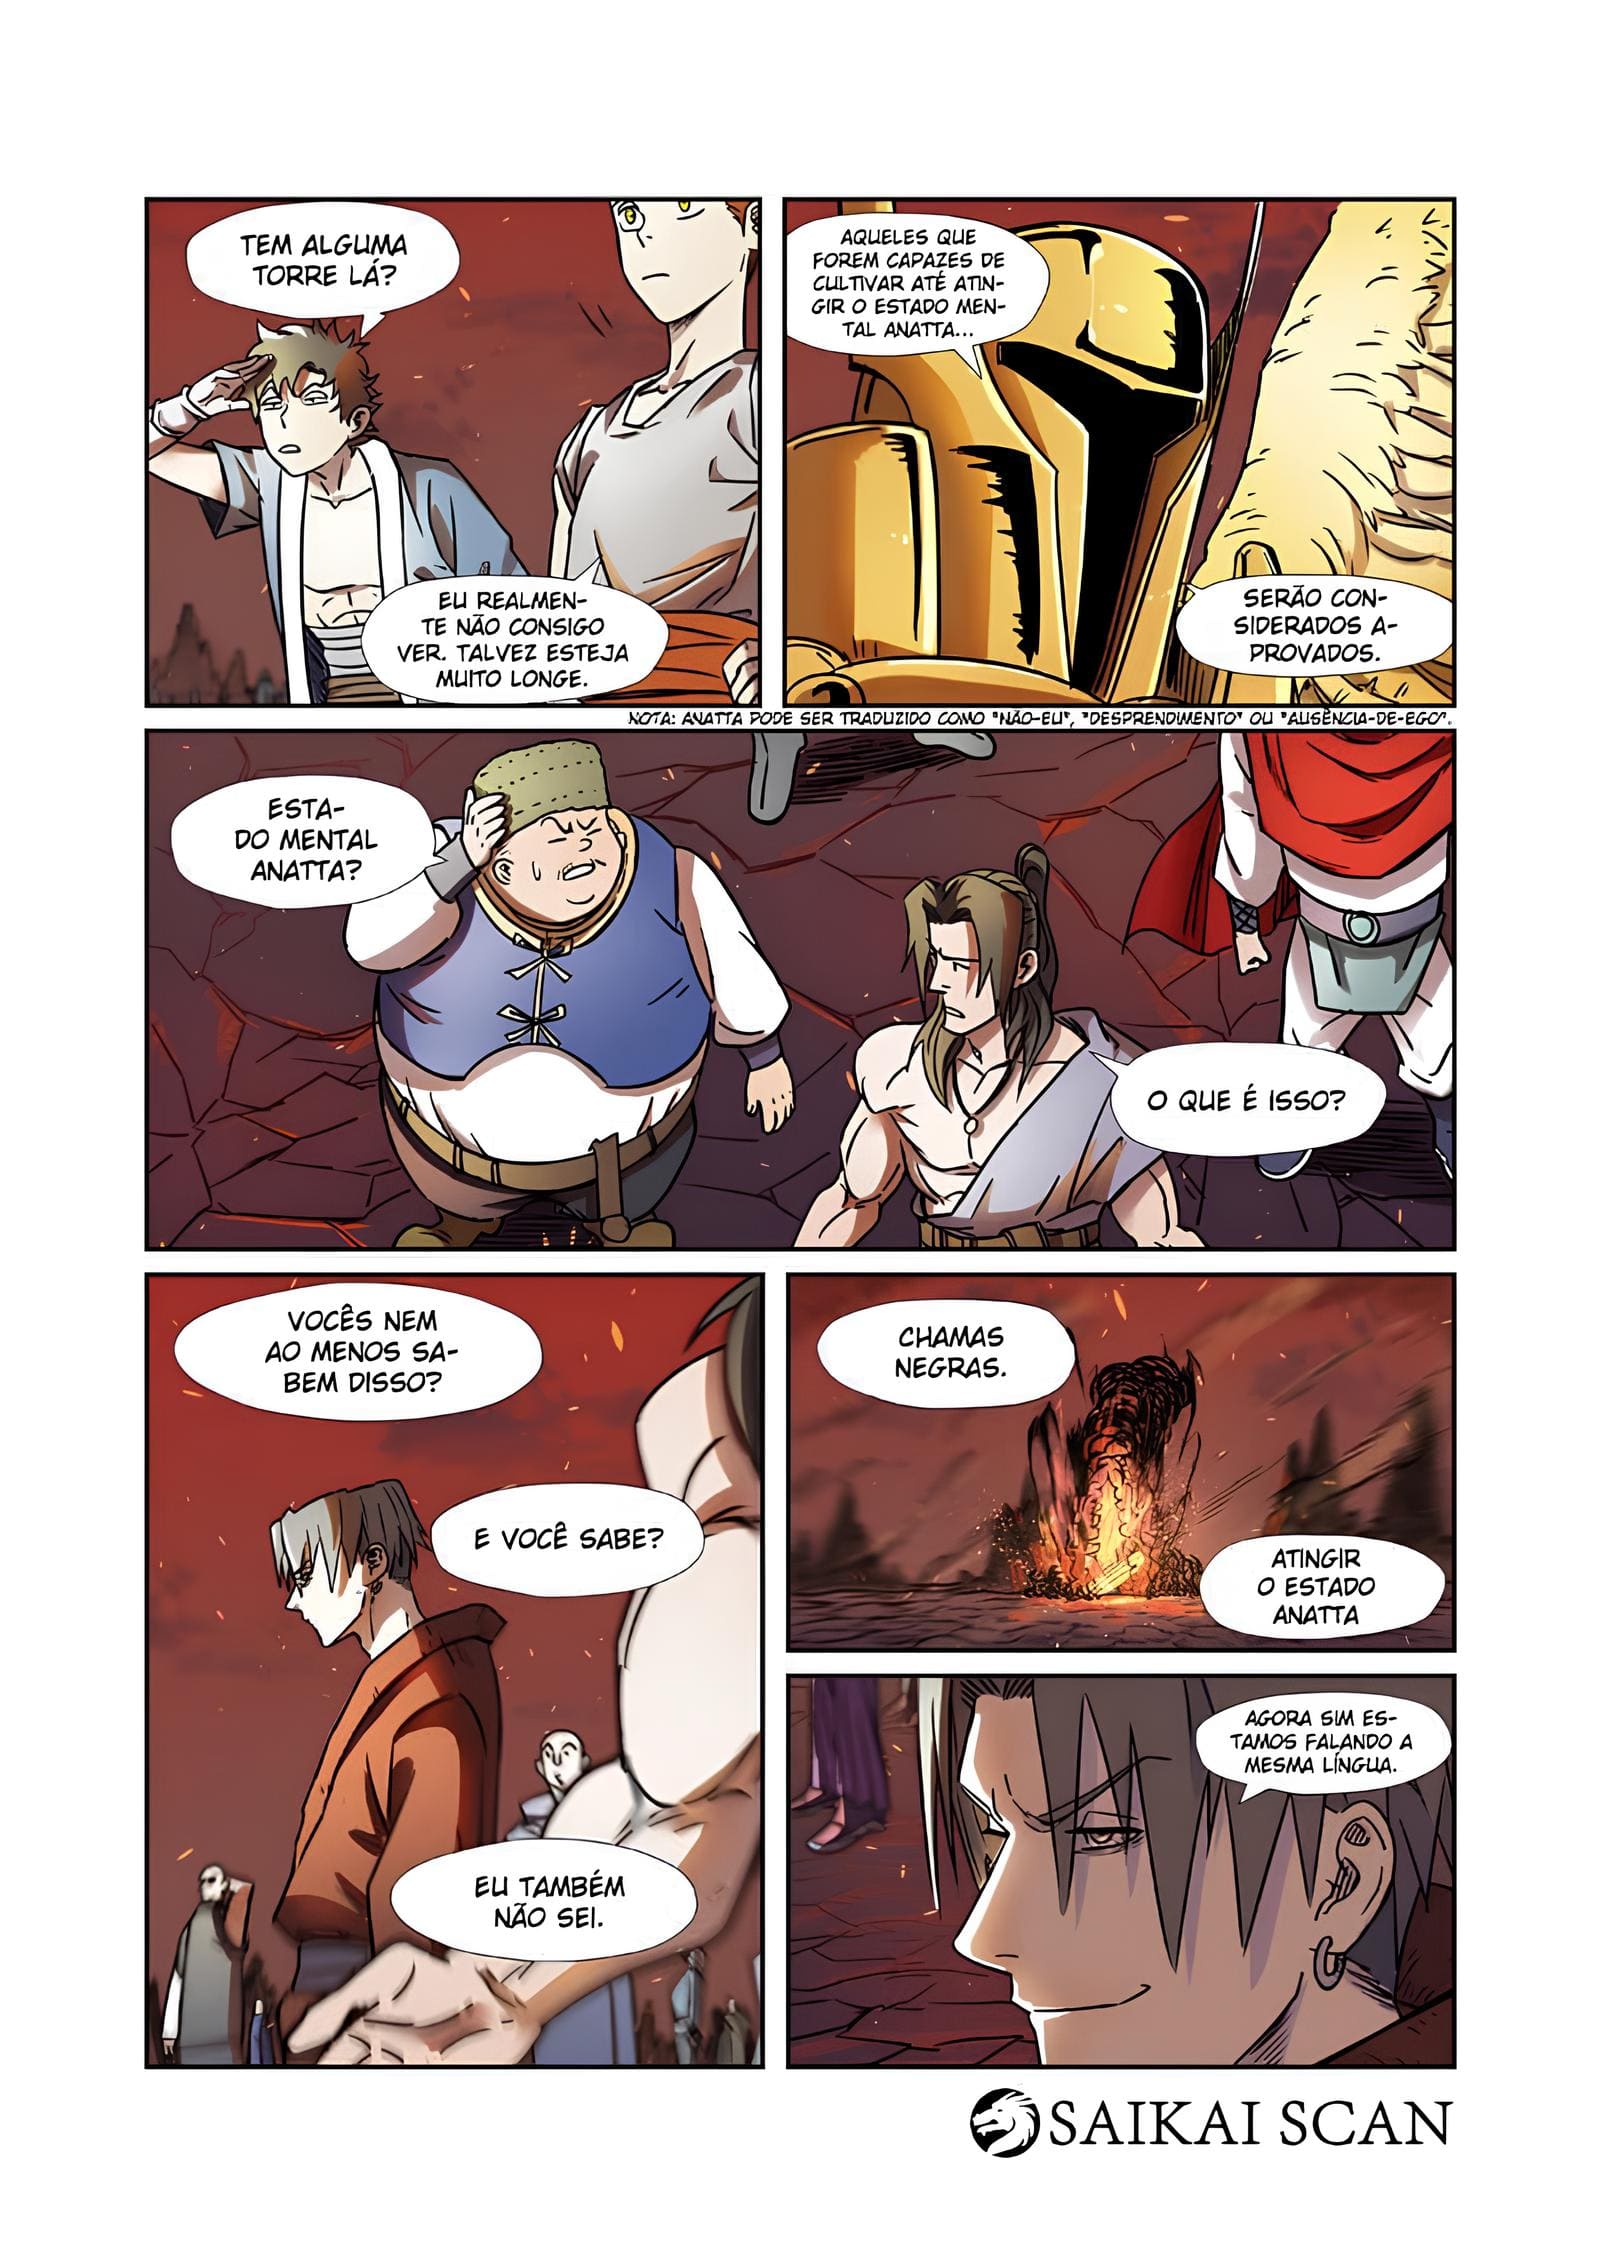 TEM ALGUMA
TORRE LÁ?
EU REALMEN-
TE NÃO CONSIGO
VER. TALVEZ ESTEJA
MUITO LONGE.
AQUELES QUE
FOREM CAPAZES DE
CULTIVAR ATÉ ATIN-
GIR O ESTADO MEN-
TAL ANATTA...
SERÃO CON-
SIDERADOS A-
PROVADOS.
NOTA: ANATTA PODE SER TRADUZIDO COMO "NÃO-EU", "DESPRENDIMENTO" OU "AUSÊNCIA-DE-EGO".
ESTA-
DO MENTAL
ANATTA?
O QUE É ISSO?
VOCÊS NEM
AO MENOS SA-
BEM DISSO?
E VOCÊ SABE?
EU TAMBÉM
NÃO SEI.
CHAMAS
NEGRAS.
ATINGIR
O ESTADO
ANATTA
AGORA SIM ES-
TAMOS FALANDO A
MESMA LÍNGUA.
SAIKAI SCAN